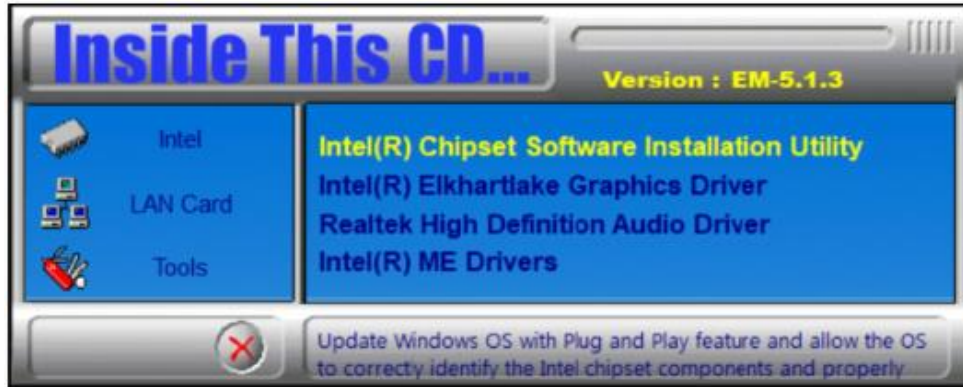 Inside This CD...
Version : EM-5.1.3
Intel
LAN Card
Tools
Intel(R) Chipset Software Installation Utility
Intel(R) Elkhartlake Graphics Driver
Realtek High Definition Audio Driver
Intel(R) ME Drivers
Update Windows OS with Plug and Play feature and allow the OS
to correcty identify the Intel chipset components and properly